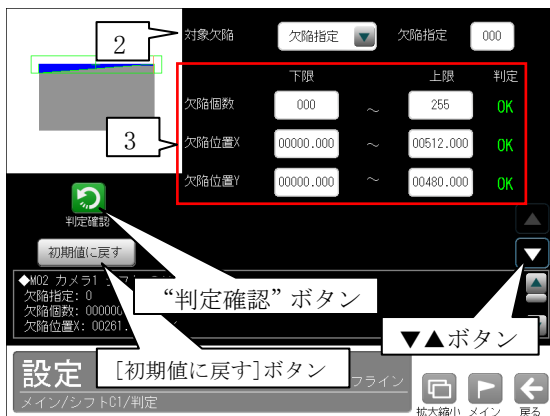 2
対象欠陥 欠陥指定 欠陥指定 000
下限 上限 判定
欠陥個数 000 ～ 255 OK
3
欠陥位置X 00000.000 ～ 00512.000 OK
欠陥位置Y 00000.000 ～ 00480.000 OK
判定確認
初期値に戻す
◆M02 カメラ1
欠陥指定: 0
欠陥個数: 000000
欠陥位置X: 00261.
“判定確認” ボタン
▼▲ボタン
[初期値に戻す]ボタン
設定 フライン
メイン/シフトC1/判定
拡大縮小 メイン 戻る